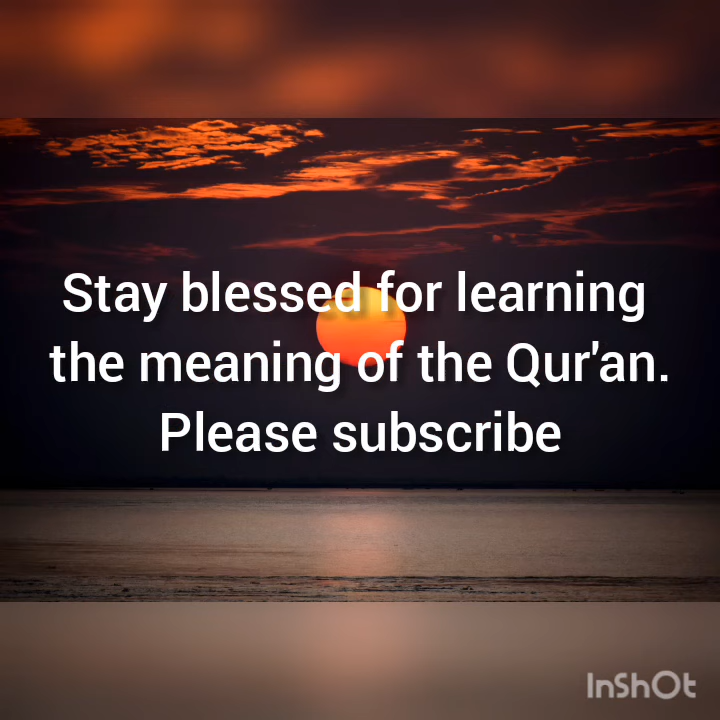 Stay blessed for learning
the meaning of the Qur'an.
Please subscribe
InShOt